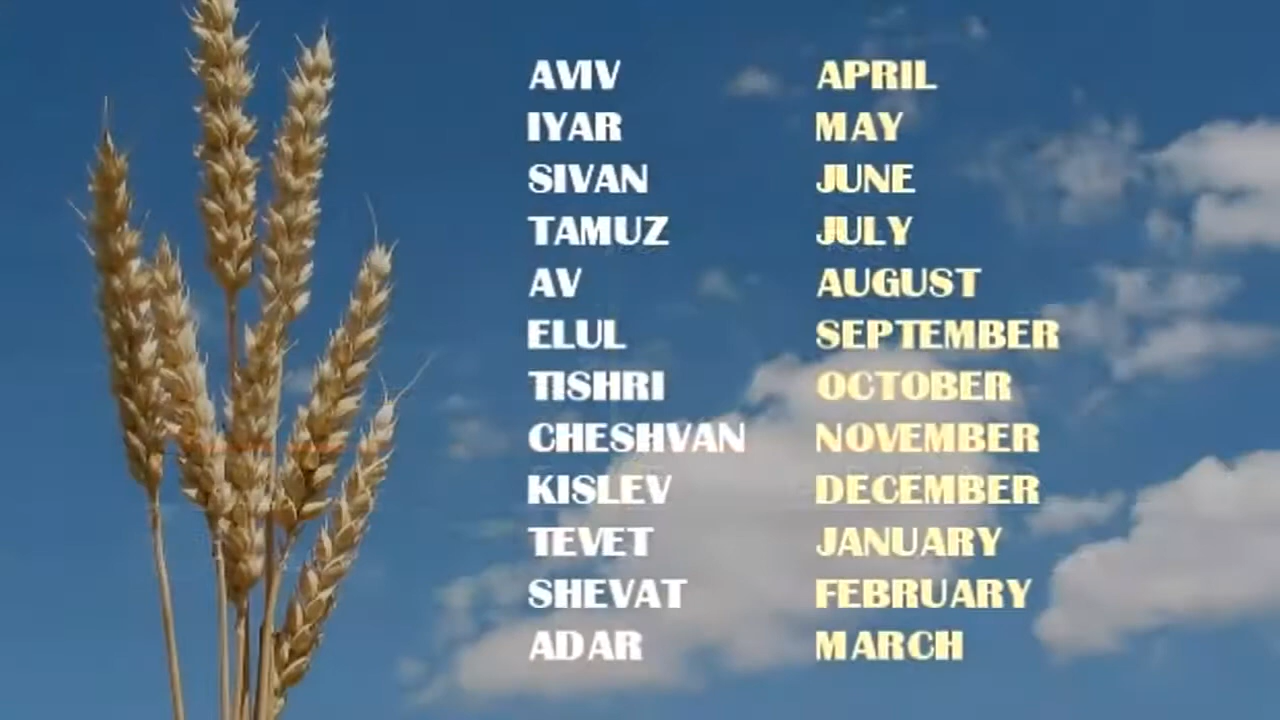 AVIV APRIL
IYAR MAY
SIVAN JUNE
TAMUZ JULY
AV AUGUST
ELUL SEPTEMBER
TISHRI OCTOBER
CHESHVAN NOVEMBER
KISLEV DECEMBER
TEVET JANUARY
SHEVAT FEBRUARY
ADAR MARCH